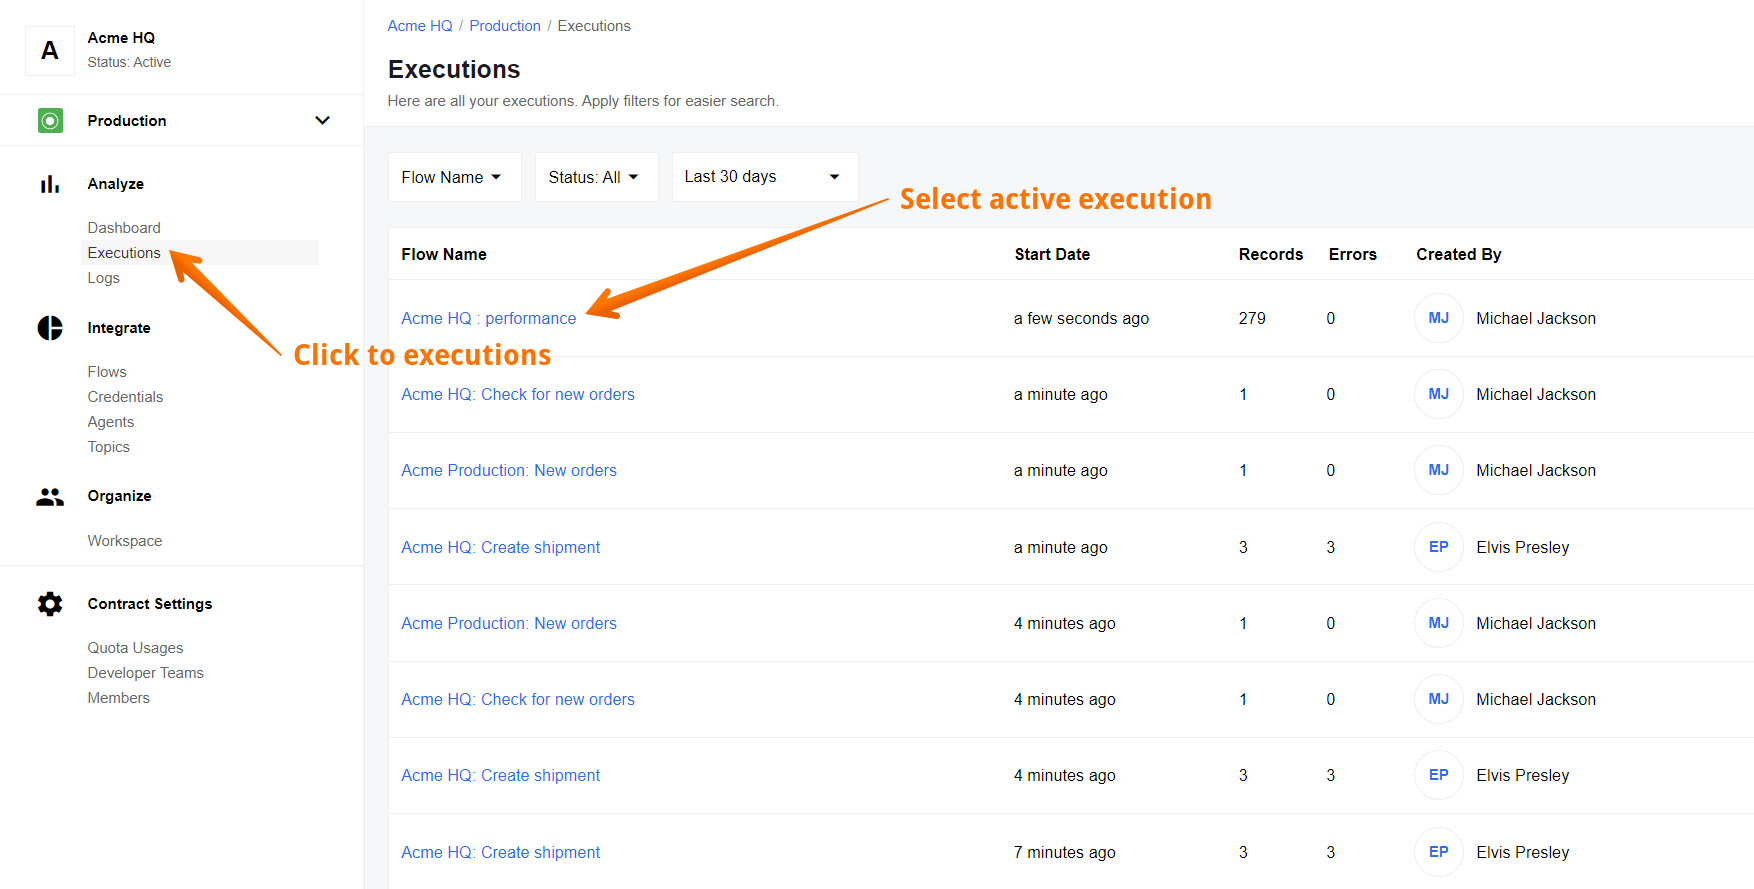 A
Acme HQ
Status: Active
Production
Analyze
Dashboard
Executions
Logs
Integrate
Flows
Credentials
Agents
Topics
Organize
Workspace
Contract Settings
Quota Usages
Developer Teams
Members
Acme HQ / Production / Executions
Executions
Here are all your executions. Apply filters for easier search.
Flow Name Status: All Last 30 days
Select active execution
Click to executions
Flow Name Start Date Records Errors Created By
Acme HQ : performance a few seconds ago 279 0 MJ Michael Jackson
Acme HQ: Check for new orders a minute ago 1 0 MJ Michael Jackson
Acme Production: New orders a minute ago 1 0 MJ Michael Jackson
Acme HQ: Create shipment a minute ago 3 3 EP Elvis Presley
Acme Production: New orders 4 minutes ago 1 0 MJ Michael Jackson
Acme HQ: Check for new orders 4 minutes ago 1 0 MJ Michael Jackson
Acme HQ: Create shipment 4 minutes ago 3 3 EP Elvis Presley
Acme HQ: Create shipment 7 minutes ago 3 3 EP Elvis Presley